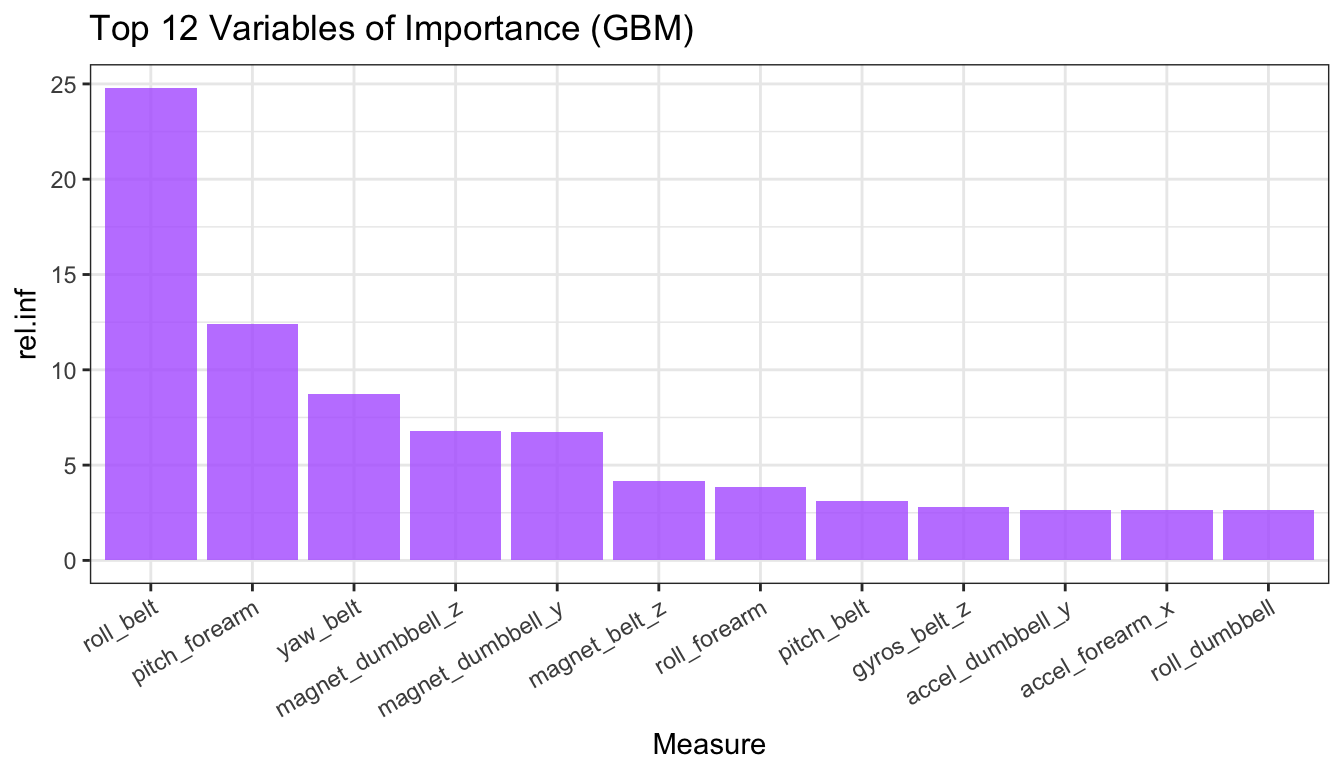 Top 12 Variables of Importance (GBM)
rel.inf
25
20
15
10
5
0
roll_belt
pitch_forearm
yaw_belt
magnet_dumbbell_z
magnet_dumbbell_y
magnet_belt_z
roll_forearm
pitch_belt
gyros_belt_z
accel_dumbbell_y
accel_forearm_x
roll_dumbbell
Measure